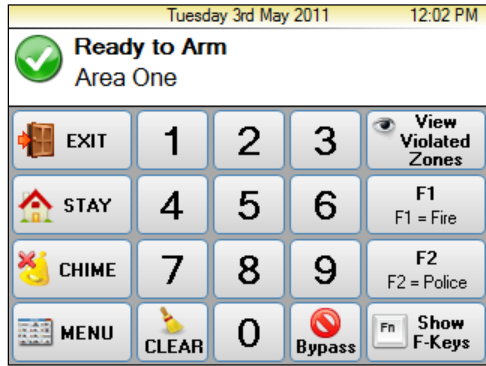 Tuesday 3rd May 2011 12:02 PM
Ready to Arm
Area One
EXIT 1 2 3 View
Violated
Zones
STAY 4 5 6 F1
F1 = Fire
CHIME 7 8 9 F2
F2 = Police
MENU CLEAR 0 Bypass Fn Show
F-Keys